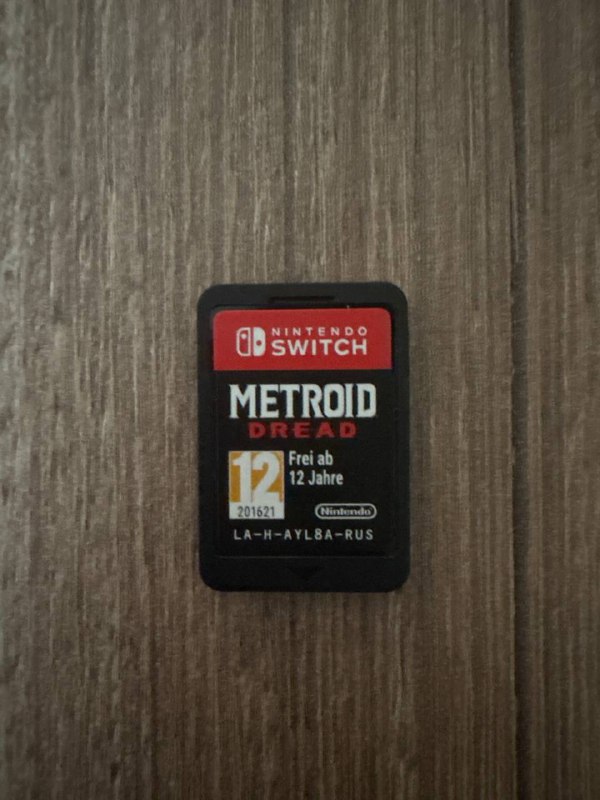 NINTENDO
SWITCH
METROID
DREAD
12
201621
Frei ab
12 Jahre
Nintendo
LA-H-AYL8A-RUS